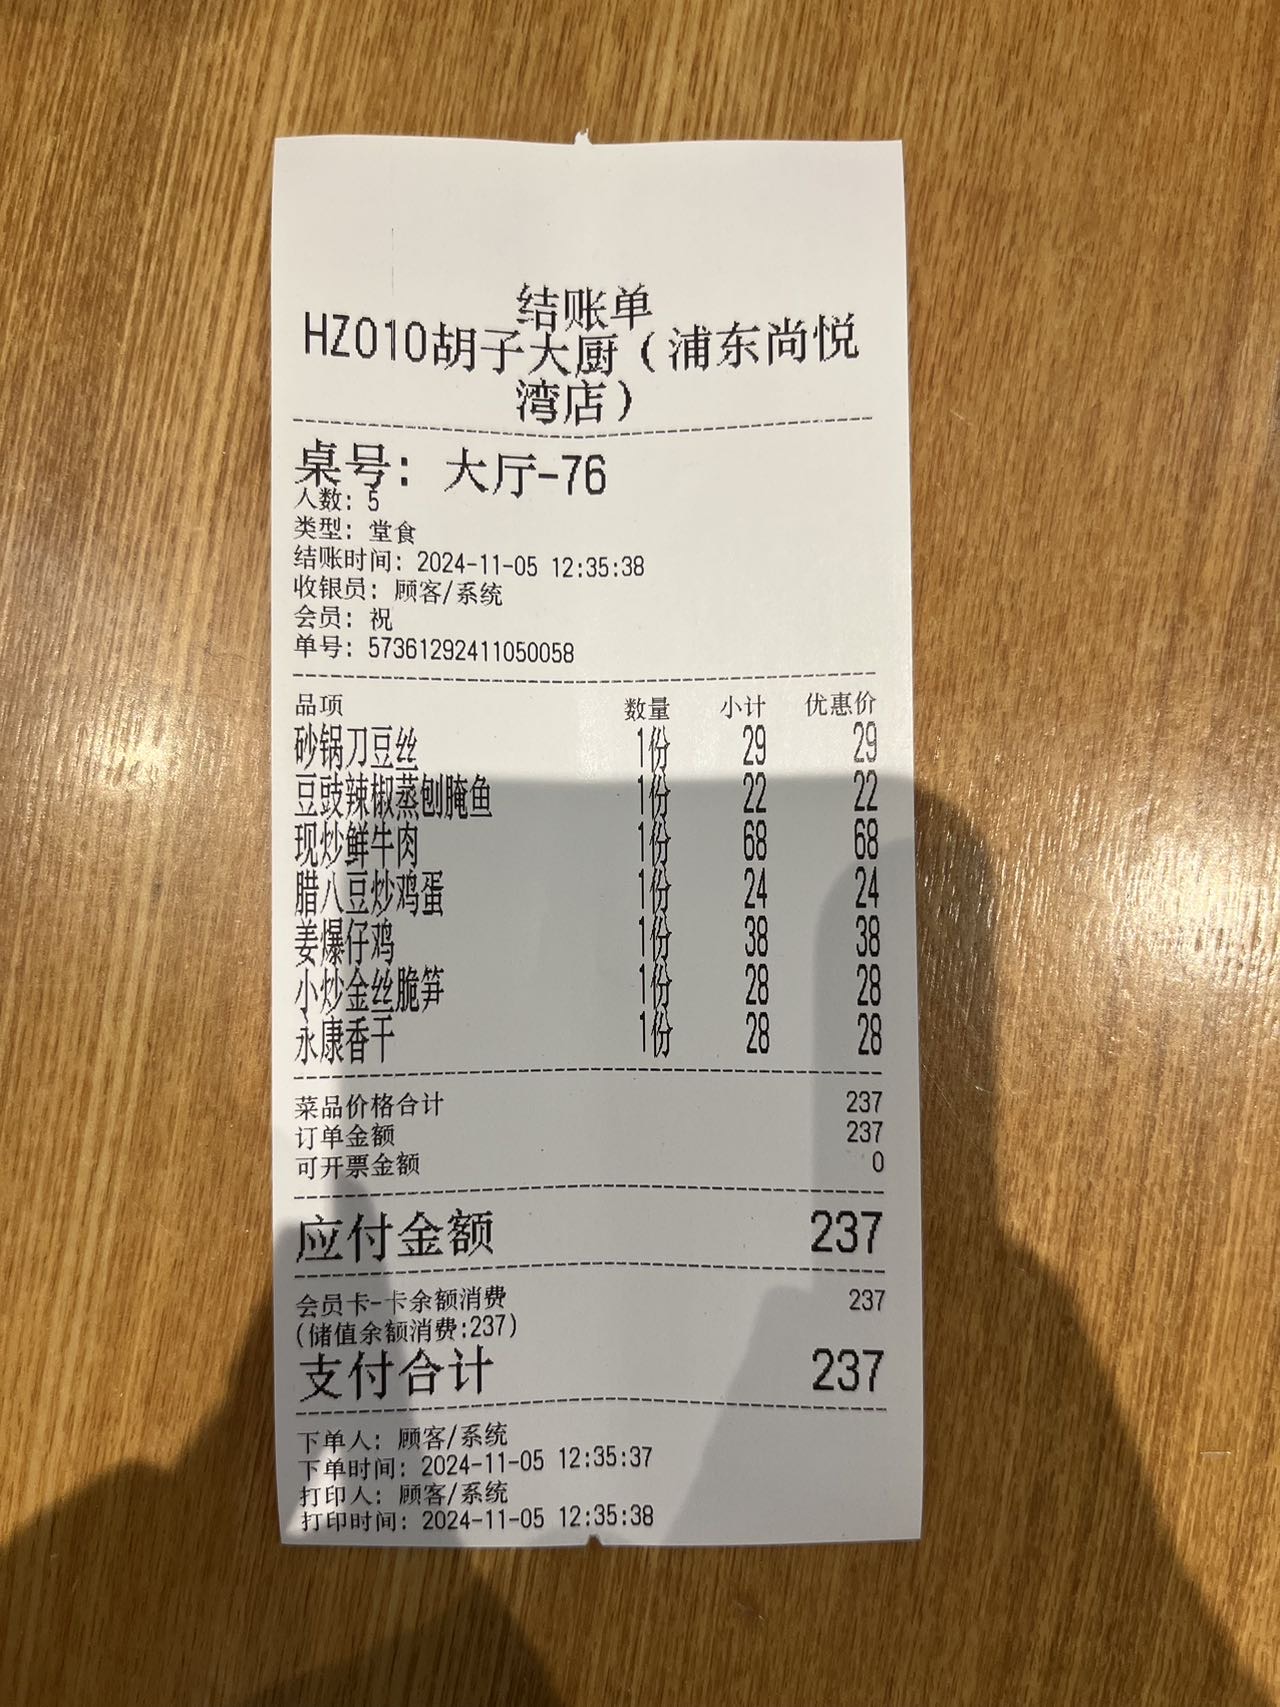 结账单
HZ010胡子大厨（浦东尚悦
湾店）
桌号：大厅-76
人数：5
类型：堂食
结账时间：2024-11-05 12:35:38
收银员：顾客/系统
会员：祝
单号：57361292411050058
品项 数量 小计 优惠价
砂锅刀豆丝 1份 29 29
豆豉辣椒蒸刨腌鱼 1份 22 22
现炒鲜牛肉 1份 68 68
腊八豆炒鸡蛋 1份 24 24
姜爆仔鸡 1份 38 38
小炒金丝脆笋 1份 28 28
永康香干 1份 28 28
菜品价格合计 237
订单金额 237
可开票金额 0
应付金额 237
会员卡-卡余额消费 237
(储值余额消费:237)
支付合计 237
下单人：顾客/系统
下单时间：2024-11-05 12:35:37
打印人：顾客/系统
打印时间：2024-11-05 12:35:38